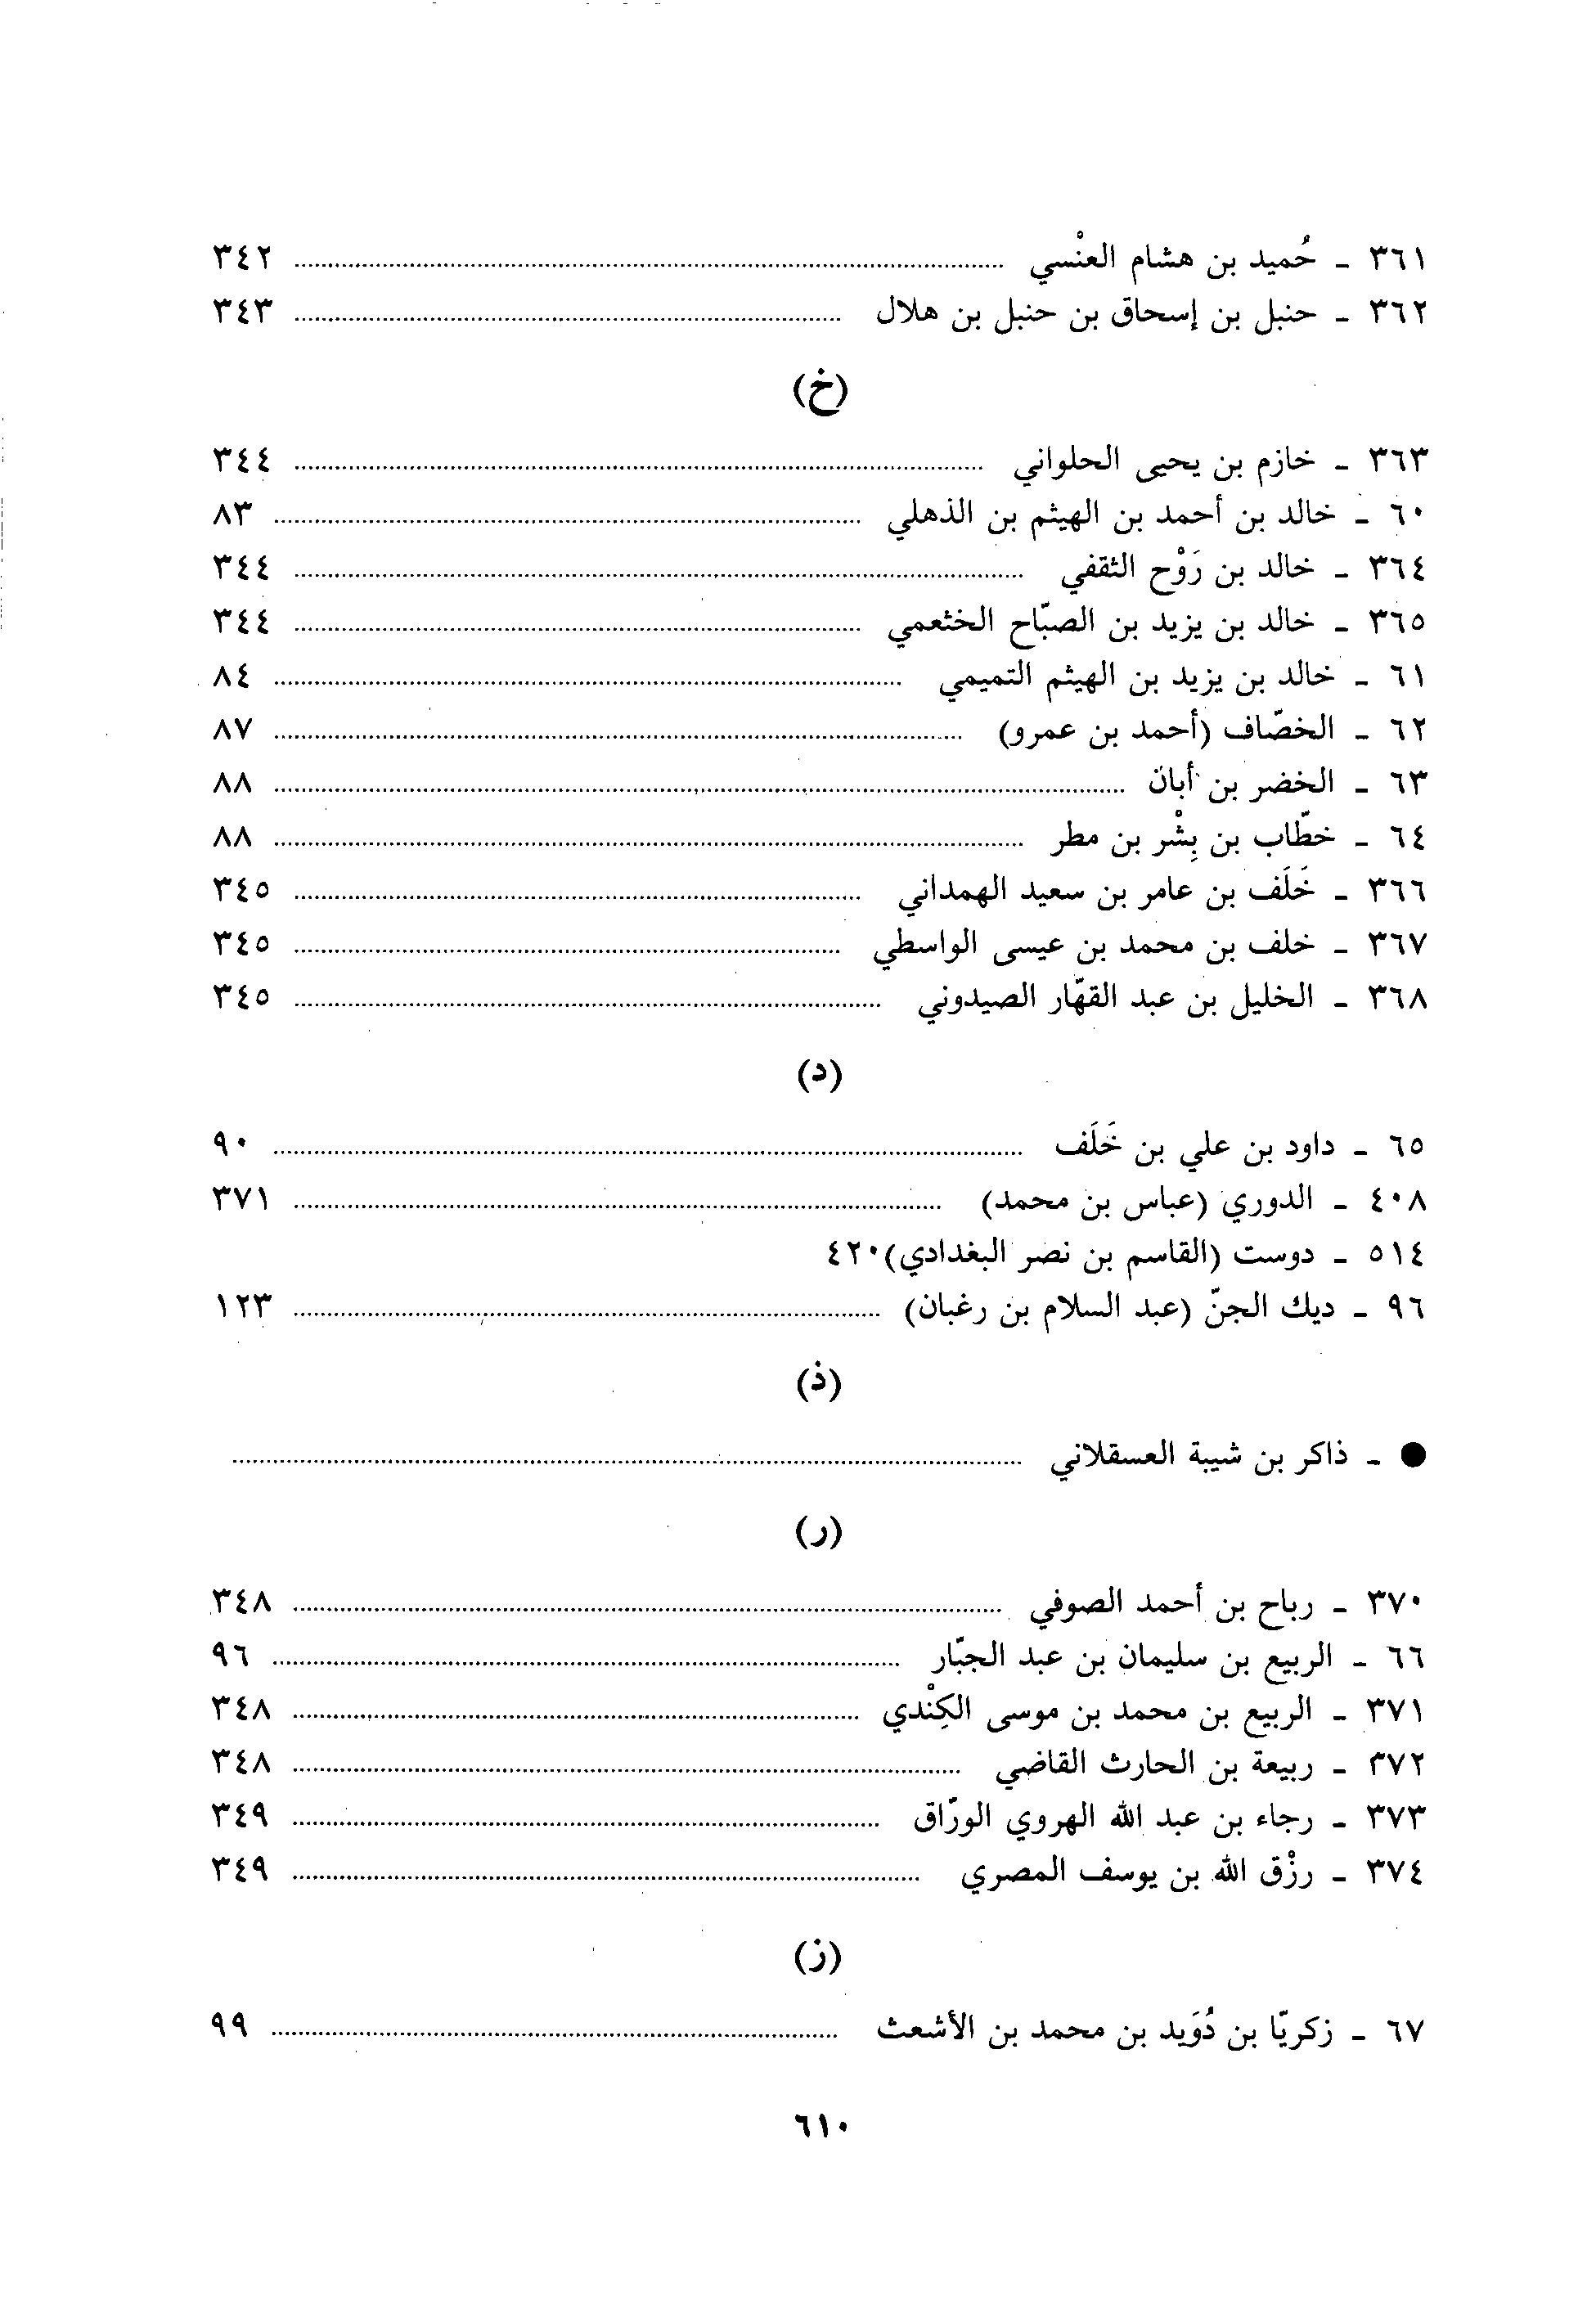 ٣٦١ - حُميد بن هشام العنْسي ........ ٣٤٢
٣٦٢ - حنبل بن إسحاق بن حنبل بن هلال ........ ٣٤٣
(خ)
٣٦٣ - خازم بن يحيى الحلواني ........ ٣٤٤
٦٠ - خالد بن أحمد بن الهيثم بن الذهلي ........ ٨٣
٣٦٤ - خالد بن رَوْح الثقفي ........ ٣٤٤
٣٦٥ - خالد بن يزيد بن الصبّاح الخثعمي ........ ٣٤٤
٦١ - خالد بن يزيد بن الهيثم التميمي ........ ٨٤
٦٢ - الخصّاف (أحمد بن عمرو) ........ ٨٧
٦٣ - الخضر بن أبان ........ ٨٨
٦٤ - خطّاب بن بِشْر بن مطر ........ ٨٨
٣٦٦ - خَلَف بن عامر بن سعيد الهمداني ........ ٣٤٥
٣٦٧ - خلف بن محمد بن عيسى الواسطي ........ ٣٤٥
٣٦٨ - الخليل بن عبد القهّار الصيدوني ........ ٣٤٥
(د)
٦٥ - داود بن علي بن خَلَف ........ ٩٠
٤٠٨ - الدوري (عباس بن محمد) ........ ٣٧١
٥١٤ - دوست (القاسم بن نصر البغدادي)٤٢٠
٩٦ - ديك الجنّ (عبد السلام بن رغبان) ........ ١٢٣
(ذ)
● - ذاكر بن شيبة العسقلاني ........
(ر)
٣٧٠ - رباح بن أحمد الصوفي ........ ٣٤٨
٦٦ - الربيع بن سليمان بن عبد الجبّار ........ ٩٦
٣٧١ - الربيع بن محمد بن موسى الكِنْدي ........ ٣٤٨
٣٧٢ - ربيعة بن الحارث القاضي ........ ٣٤٨
٣٧٣ - رجاء بن عبد الله الهروي الورّاق ........ ٣٤٩
٣٧٤ - رزْق الله بن يوسف المصري ........ ٣٤٩
(ز)
٦٧ - زكريّا بن دُوَيد بن محمد بن الأشعث ........ ٩٩
٦١٠